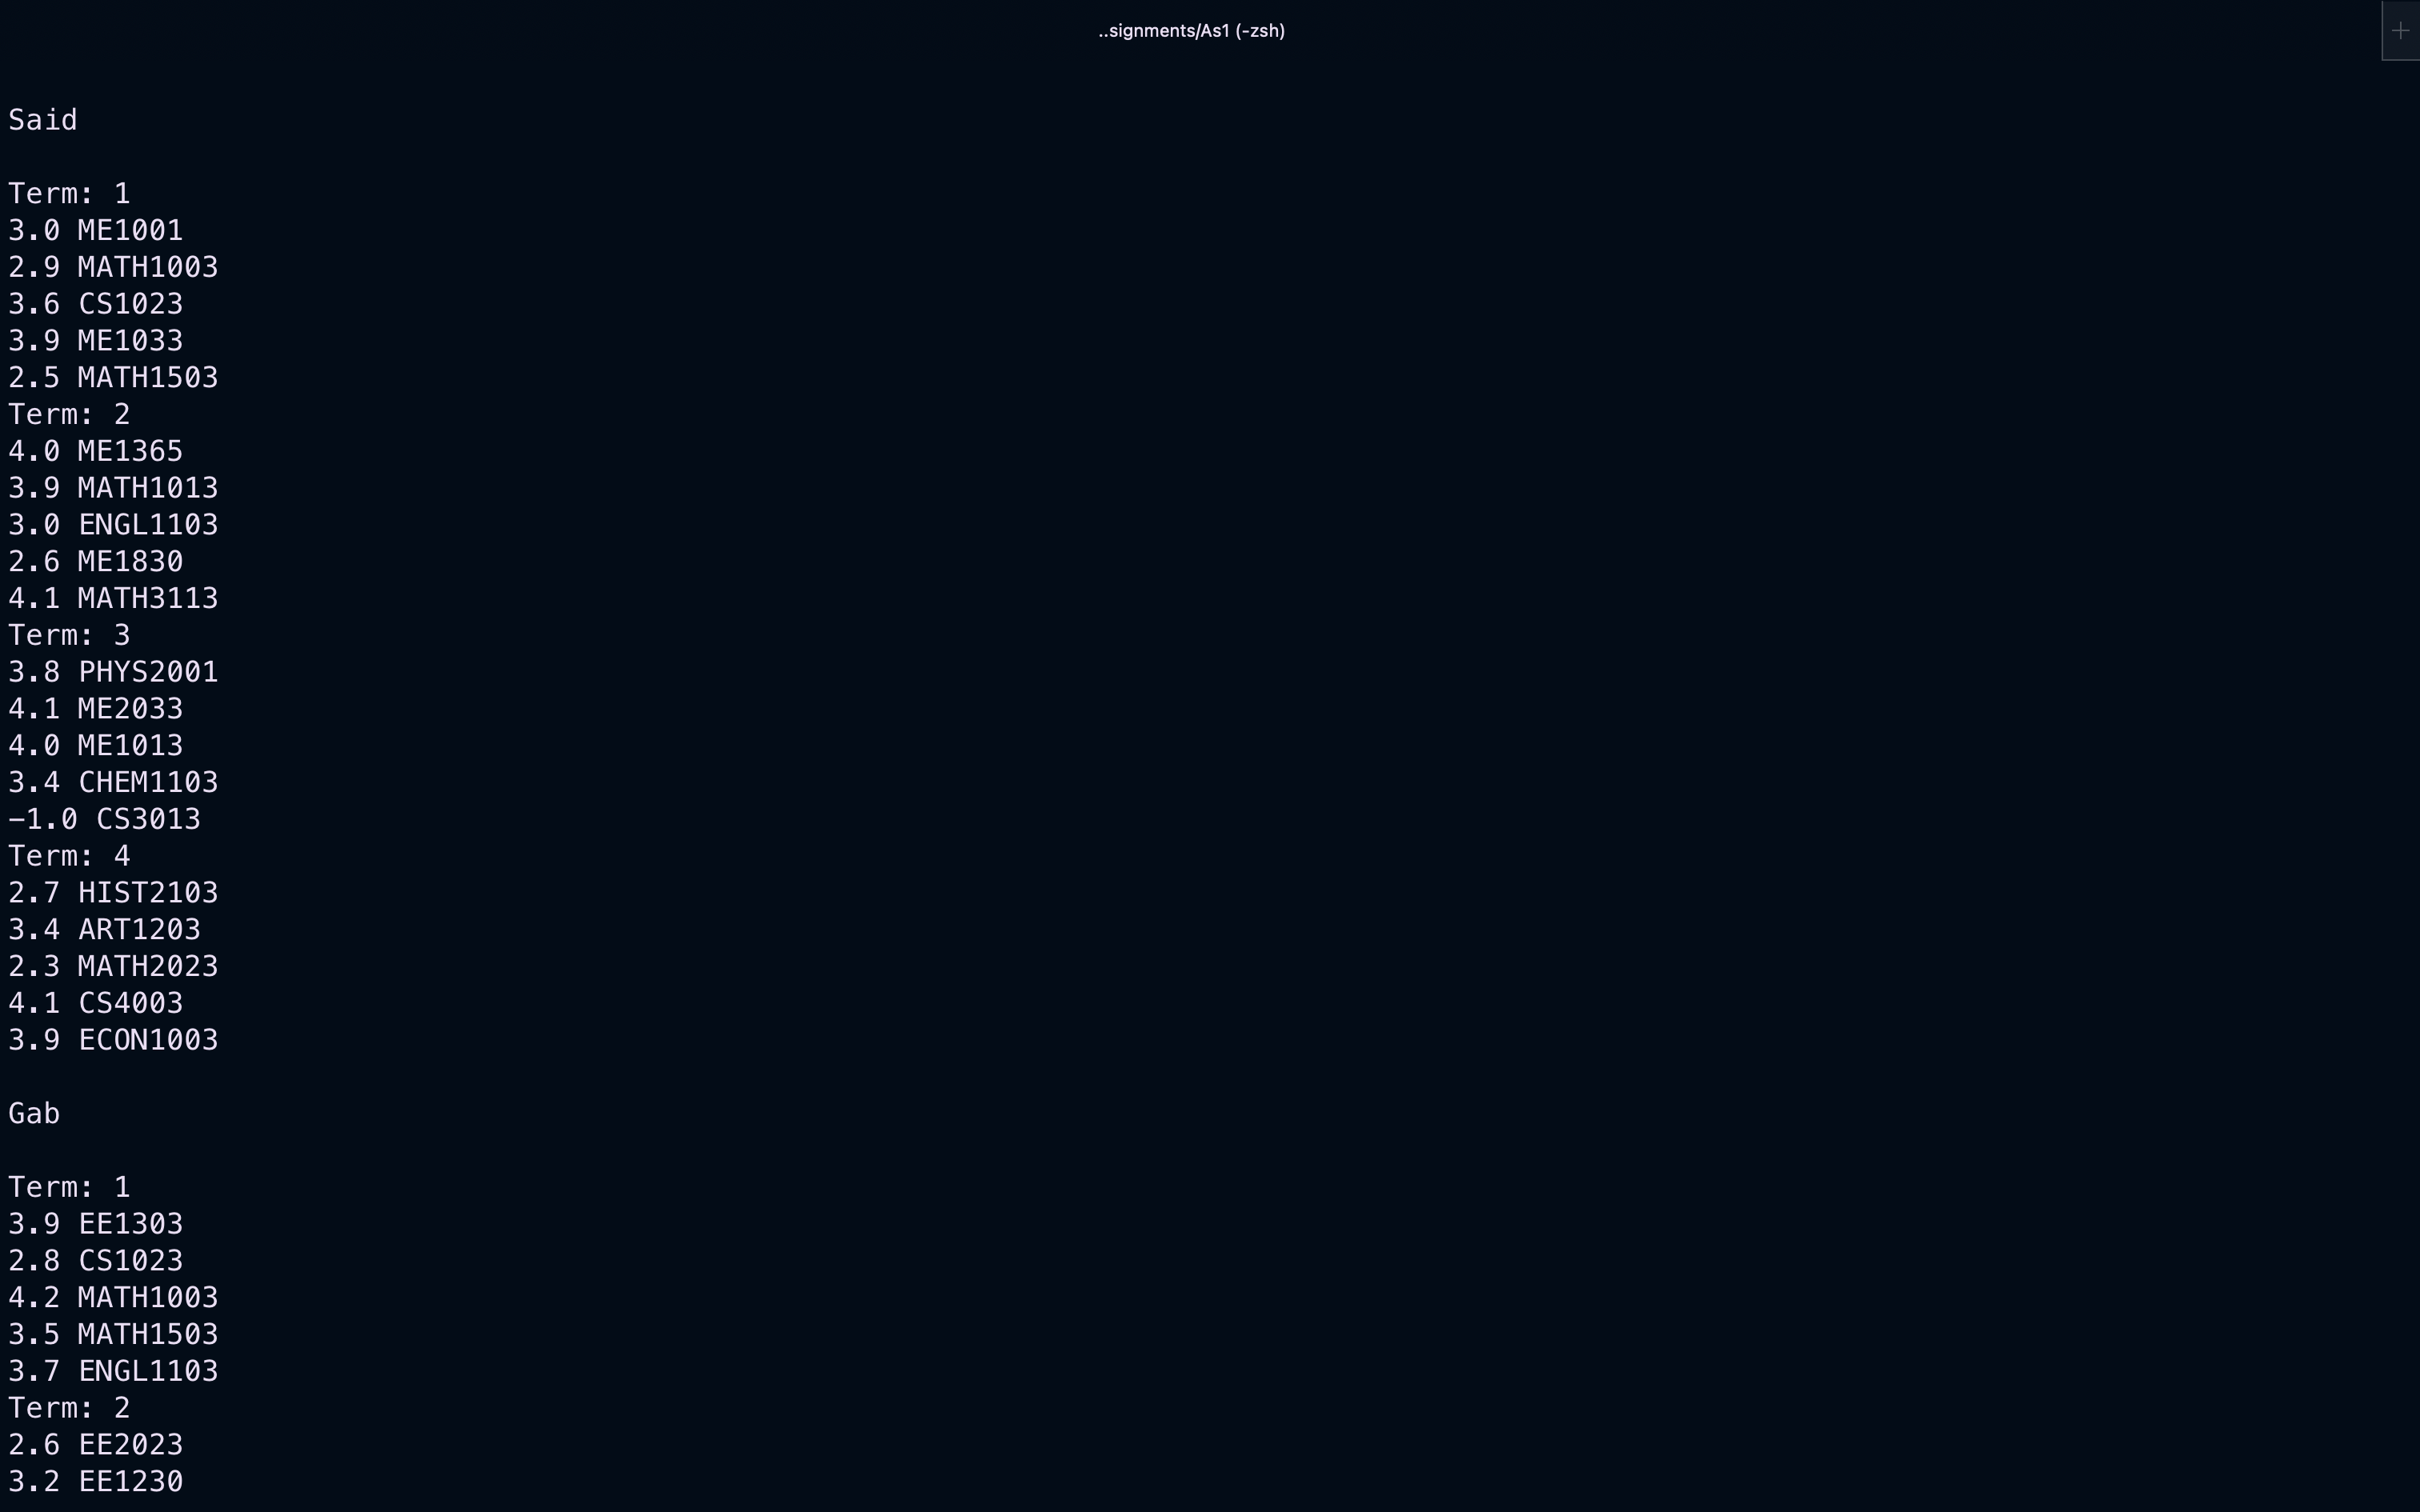 ..signments/As1 (-zsh)
+
Said
Term: 1
3.0 ME1001
2.9 MATH1003
3.6 CS1023
3.9 ME1033
2.5 MATH1503
Term: 2
4.0 ME1365
3.9 MATH1013
3.0 ENGL1103
2.6 ME1830
4.1 MATH3113
Term: 3
3.8 PHYS2001
4.1 ME2033
4.0 ME1013
3.4 CHEM1103
-1.0 CS3013
Term: 4
2.7 HIST2103
3.4 ART1203
2.3 MATH2023
4.1 CS4003
3.9 ECON1003
Gab
Term: 1
3.9 EE1303
2.8 CS1023
4.2 MATH1003
3.5 MATH1503
3.7 ENGL1103
Term: 2
2.6 EE2023
3.2 EE1230